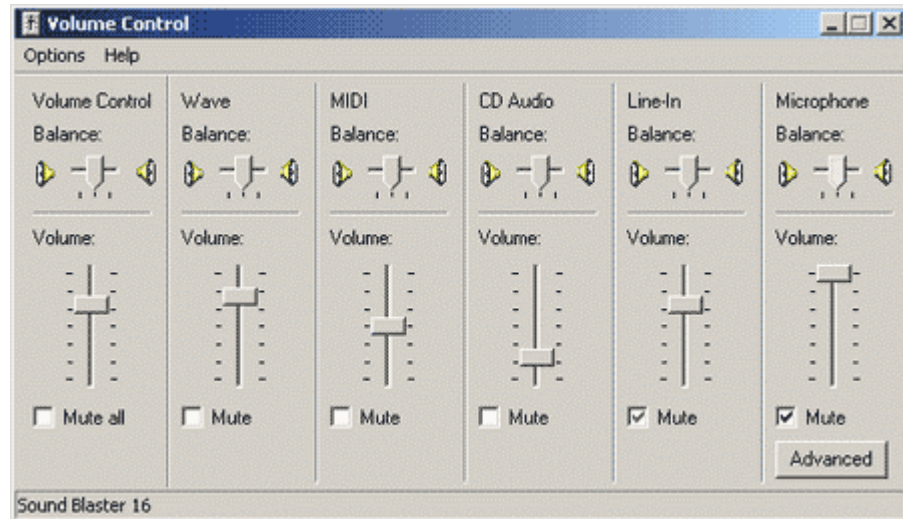 Volume Control
Options Help
Volume Control Wave MIDI CD Audio Line-In Microphone
Balance: Balance: Balance: Balance: Balance: Balance:
Volume: Volume: Volume: Volume: Volume: Volume:
Mute all Mute Mute Mute Mute Mute
Advanced
Sound Blaster 16